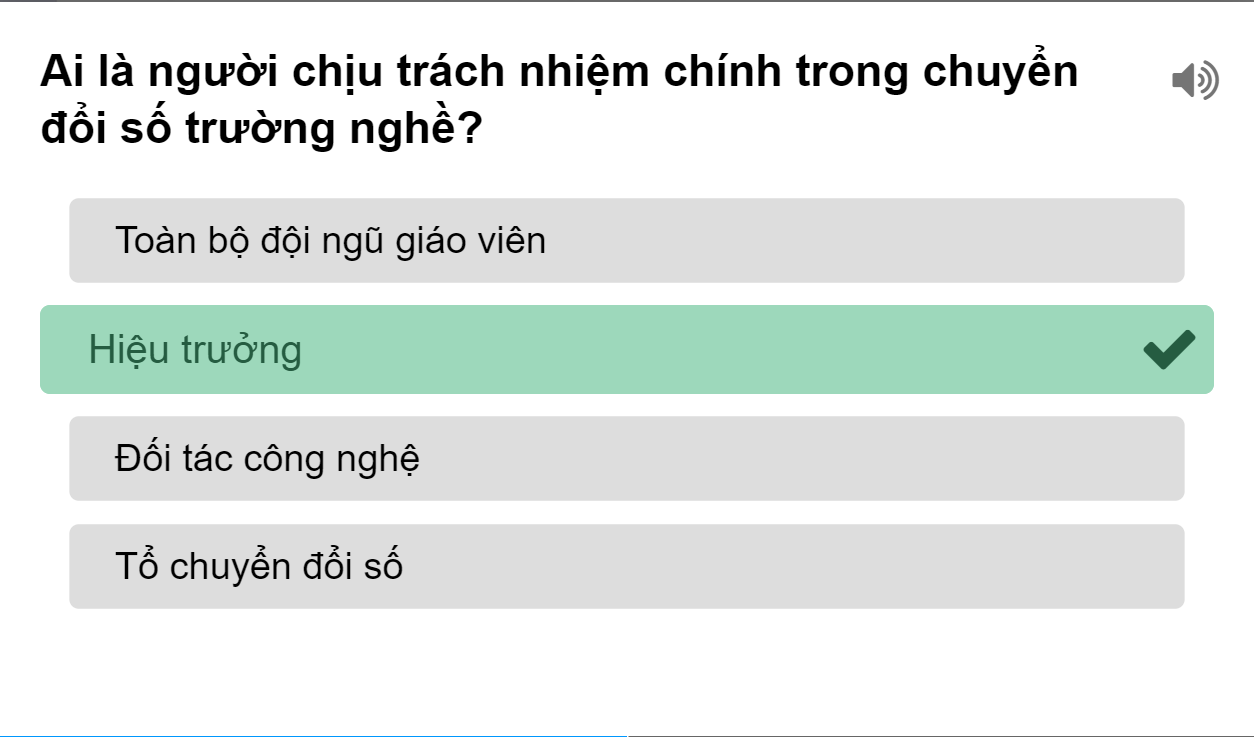 Ai là người chịu trách nhiệm chính trong chuyển
đổi số trường nghề?
Toàn bộ đội ngũ giáo viên
Hiệu trưởng
Đối tác công nghệ
Tổ chuyển đổi số